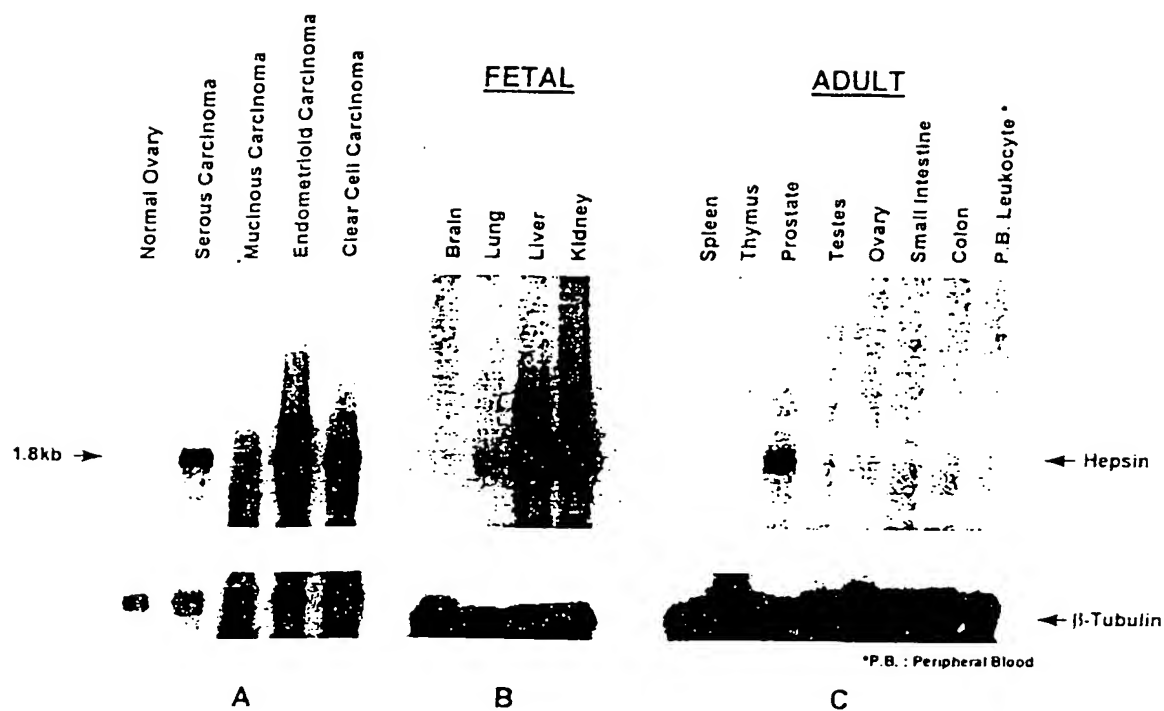 Normal Ovary
Serous Carcinoma
Mucinous Carcinoma
Endometrioid Carcinoma
Clear Cell Carcinoma
FETAL
Brain
Lung
Liver
Kidney
ADULT
Spleen
Thymus
Prostate
Testes
Ovary
Small Intestine
Colon
P.B. Leukocyte *
1.8kb →
← Hepsin
← β-Tubulin
*P.B. : Peripheral Blood
A
B
C